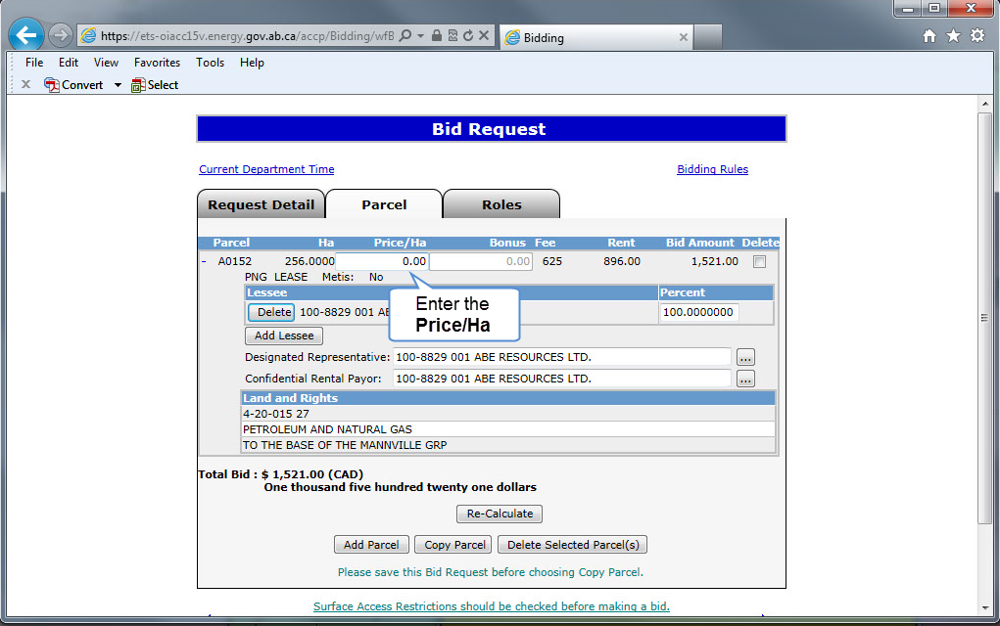 https://ets-oiacc15v.energy.gov.ab.ca/accp/Bidding/wfB
Bidding
File Edit View Favorites Tools Help
Convert Select
Bid Request
Current Department Time Bidding Rules
Request Detail Parcel Roles
Parcel Ha Price/Ha Bonus Fee Rent Bid Amount Delete
- A0152 256.0000 0.00 0.00 625 896.00 1,521.00
PNG LEASE Metis: No
Lessee Percent
Delete 100-8829 001 ABE 100.0000000
Enter the
Price/Ha
Add Lessee
Designated Representative: 100-8829 001 ABE RESOURCES LTD. ...
Confidential Rental Payor: 100-8829 001 ABE RESOURCES LTD. ...
Land and Rights
4-20-015 27
PETROLEUM AND NATURAL GAS
TO THE BASE OF THE MANNVILLE GRP
Total Bid : $ 1,521.00 (CAD)
One thousand five hundred twenty one dollars
Re-Calculate
Add Parcel Copy Parcel Delete Selected Parcel(s)
Please save this Bid Request before choosing Copy Parcel.
Surface Access Restrictions should be checked before making a bid.